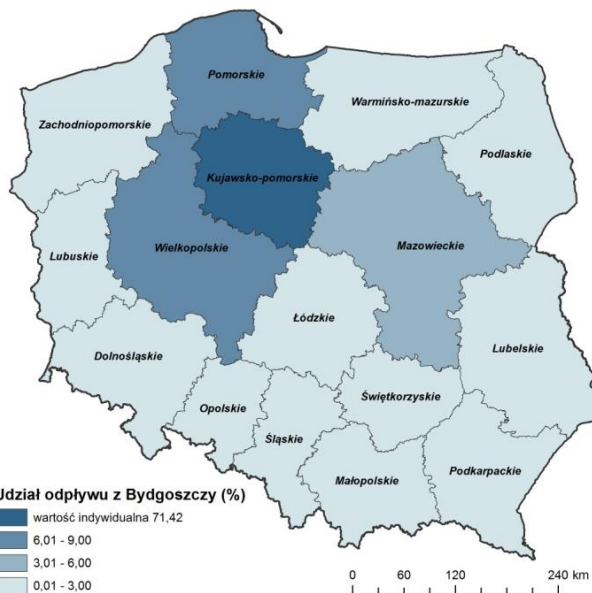 Pomorskie
Warmińsko-mazurskie
Zachodniopomorskie
Podlaskie
Kujawsko-pomorskie
Lubuskie
Wielkopolskie
Mazowieckie
Łódzkie
Dolnośląskie
Lubelskie
Opolskie
Świętkorzyskie
Śląskie
Małopolskie
Podkarpackie
Udział odpływu z Bydgoszczy (%)
wartość indywidualna 71,42
6,01 - 9,00
3,01 - 6,00
0,01 - 3,00
0 60 120 240 km